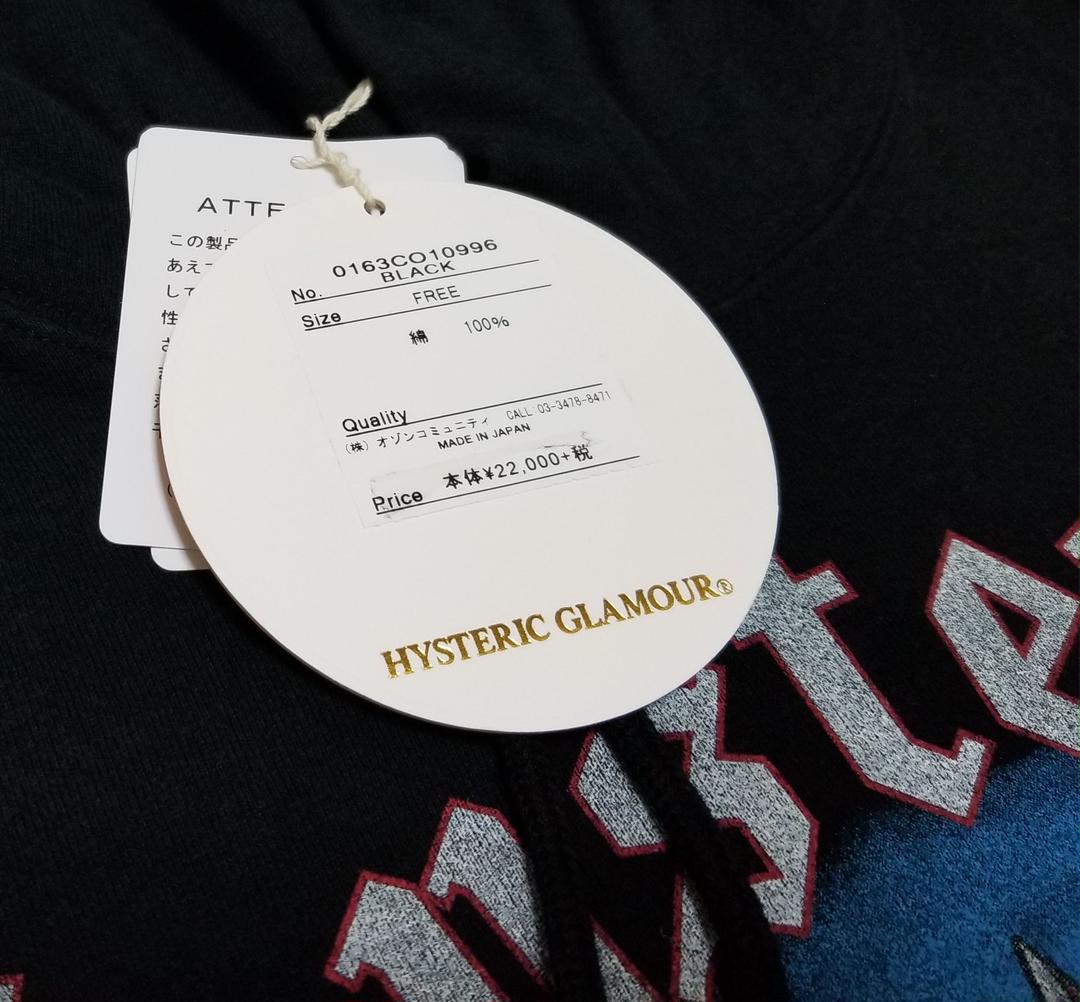 ATTE
この製品
あえて
して
性
0163CO10996
No. BLACK
Size FREE
綿 100%
Quality
(株) オゾンコミュニティ CALL 03-3478-8471
MADE IN JAPAN
Price 本体¥22,000+税
HYSTERIC GLAMOUR®
yste